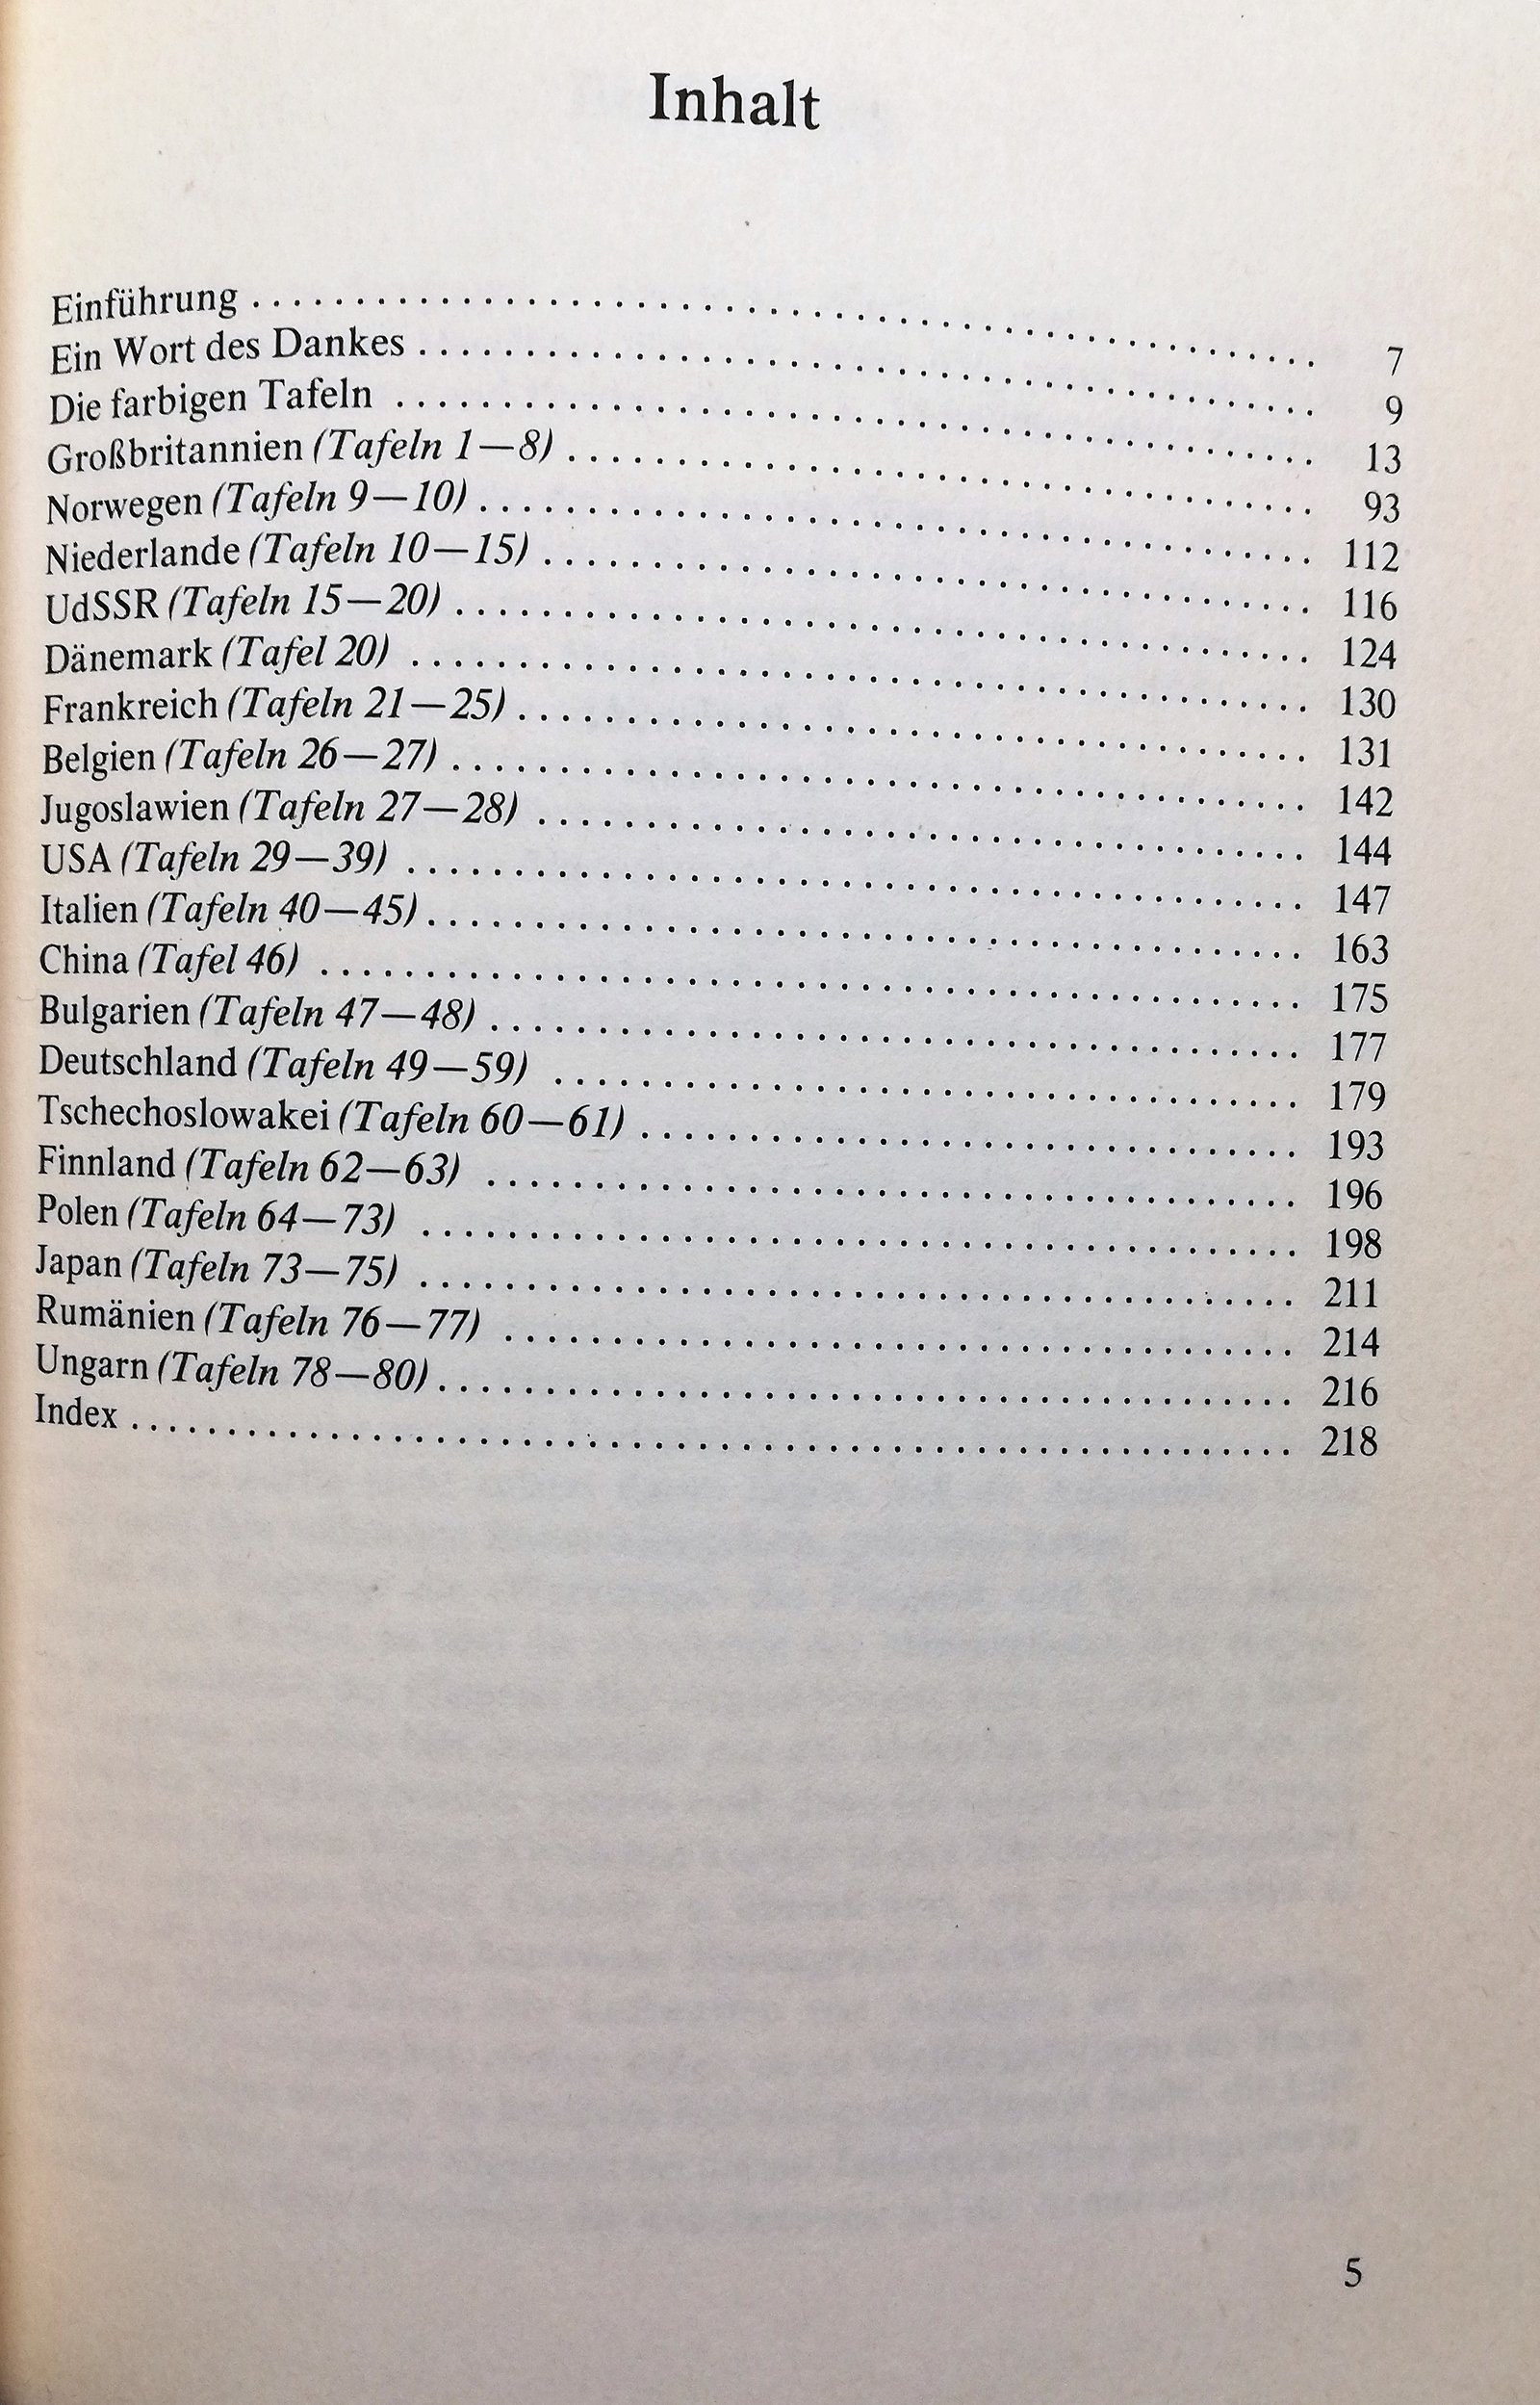 Inhalt
Einführung . . . . . . . . . . 7
Ein Wort des Dankes . . . . . . . . . . 9
Die farbigen Tafeln . . . . . . . . . . 13
Großbritannien (Tafeln 1—8) . . . . . . . . . . 93
Norwegen (Tafeln 9—10) . . . . . . . . . . 112
Niederlande (Tafeln 10—15) . . . . . . . . . . 116
UdSSR (Tafeln 15—20) . . . . . . . . . . 124
Dänemark (Tafel 20) . . . . . . . . . . 130
Frankreich (Tafeln 21—25) . . . . . . . . . . 131
Belgien (Tafeln 26—27) . . . . . . . . . . 142
Jugoslawien (Tafeln 27—28) . . . . . . . . . . 144
USA (Tafeln 29—39) . . . . . . . . . . 147
Italien (Tafeln 40—45) . . . . . . . . . . 163
China (Tafel 46) . . . . . . . . . . 175
Bulgarien (Tafeln 47—48) . . . . . . . . . . 177
Deutschland (Tafeln 49—59) . . . . . . . . . . 179
Tschechoslowakei (Tafeln 60—61) . . . . . . . . . . 193
Finnland (Tafeln 62—63) . . . . . . . . . . 196
Polen (Tafeln 64—73) . . . . . . . . . . 198
Japan (Tafeln 73—75) . . . . . . . . . . 211
Rumänien (Tafeln 76—77) . . . . . . . . . . 214
Ungarn (Tafeln 78—80) . . . . . . . . . . 216
Index . . . . . . . . . . 218
5